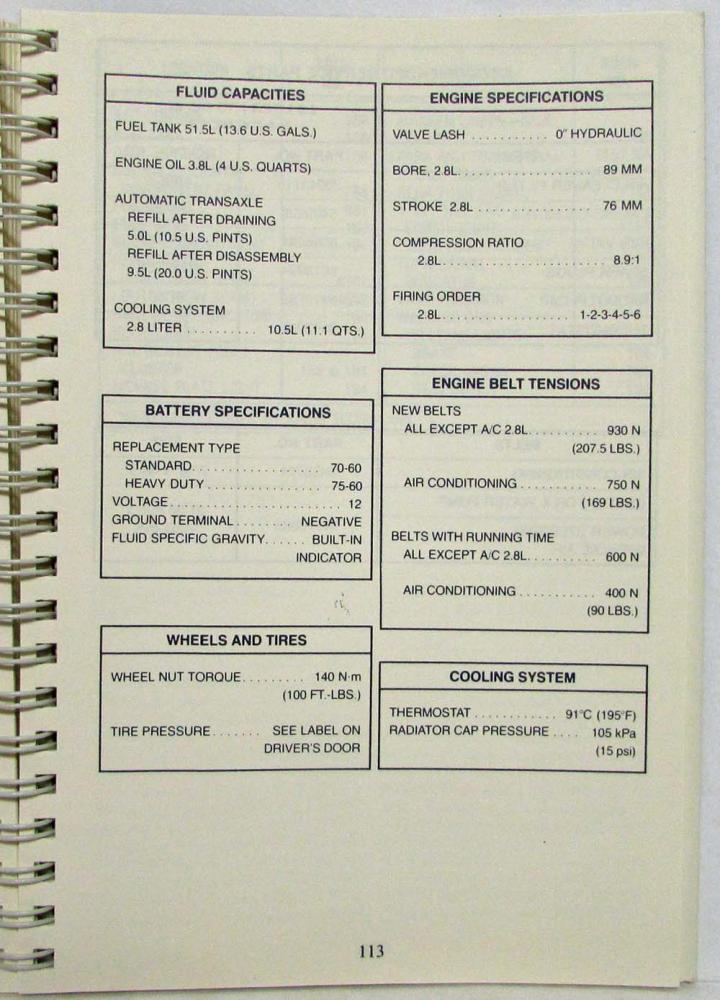 FLUID CAPACITIES
FUEL TANK 51.5L (13.6 U.S. GALS.)
ENGINE OIL 3.8L (4 U.S. QUARTS)
AUTOMATIC TRANSAXLE
REFILL AFTER DRAINING
5.0L (10.5 U.S. PINTS)
REFILL AFTER DISASSEMBLY
9.5L (20.0 U.S. PINTS)
COOLING SYSTEM
2.8 LITER .......... 10.5L (11.1 QTS.)
BATTERY SPECIFICATIONS
REPLACEMENT TYPE
STANDARD................. 70-60
HEAVY DUTY............... 75-60
VOLTAGE.................... 12
GROUND TERMINAL........ NEGATIVE
FLUID SPECIFIC GRAVITY...... BUILT-IN
INDICATOR
WHEELS AND TIRES
WHEEL NUT TORQUE......... 140 N·m
(100 FT.-LBS.)
TIRE PRESSURE....... SEE LABEL ON
DRIVER'S DOOR
ENGINE SPECIFICATIONS
VALVE LASH ........... 0" HYDRAULIC
BORE, 2.8L.................. 89 MM
STROKE 2.8L ................ 76 MM
COMPRESSION RATIO
2.8L..................... 8.9:1
FIRING ORDER
2.8L................. 1-2-3-4-5-6
ENGINE BELT TENSIONS
NEW BELTS
ALL EXCEPT A/C 2.8L.......... 930 N
(207.5 LBS.)
AIR CONDITIONING........... 750 N
(169 LBS.)
BELTS WITH RUNNING TIME
ALL EXCEPT A/C 2.8L.......... 600 N
AIR CONDITIONING........... 400 N
(90 LBS.)
COOLING SYSTEM
THERMOSTAT ........... 91°C (195°F)
RADIATOR CAP PRESSURE .... 105 kPa
(15 psi)
113